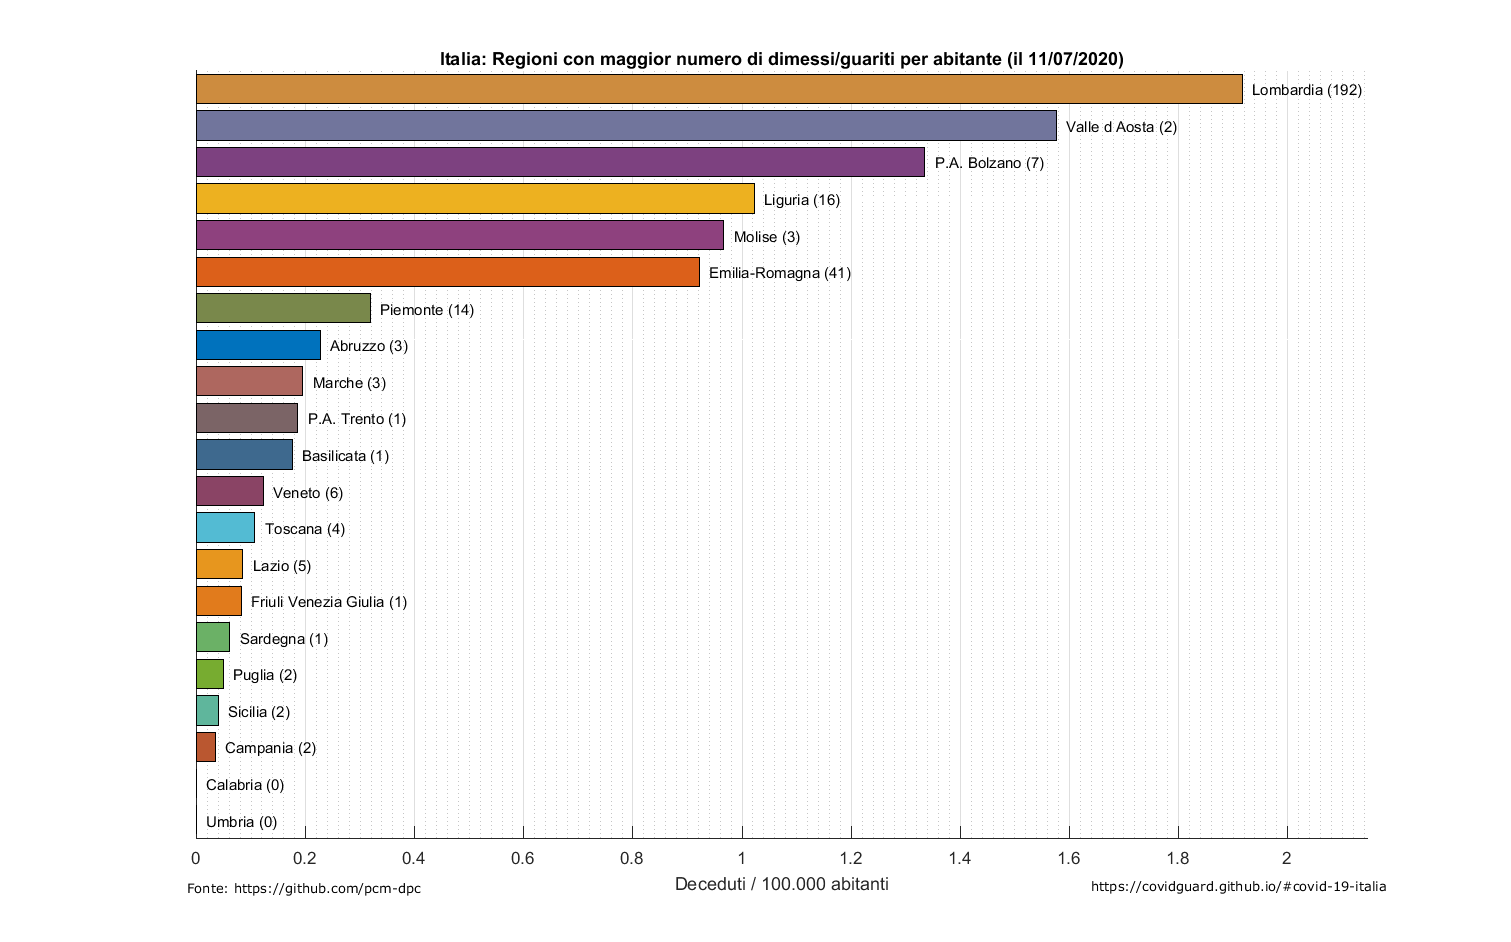 Italia: Regioni con maggior numero di dimessi/guariti per abitante (il 11/07/2020)
Lombardia (192)
Valle d Aosta (2)
P.A. Bolzano (7)
Liguria (16)
Molise (3)
Emilia-Romagna (41)
Piemonte (14)
Abruzzo (3)
Marche (3)
P.A. Trento (1)
Basilicata (1)
Veneto (6)
Toscana (4)
Lazio (5)
Friuli Venezia Giulia (1)
Sardegna (1)
Puglia (2)
Sicilia (2)
Campania (2)
Calabria (0)
Umbria (0)
0 0.2 0.4 0.6 0.8 1 1.2 1.4 1.6 1.8 2
Deceduti / 100.000 abitanti
Fonte: https://github.com/pcm-dpc
https://covidguard.github.io/#covid-19-italia